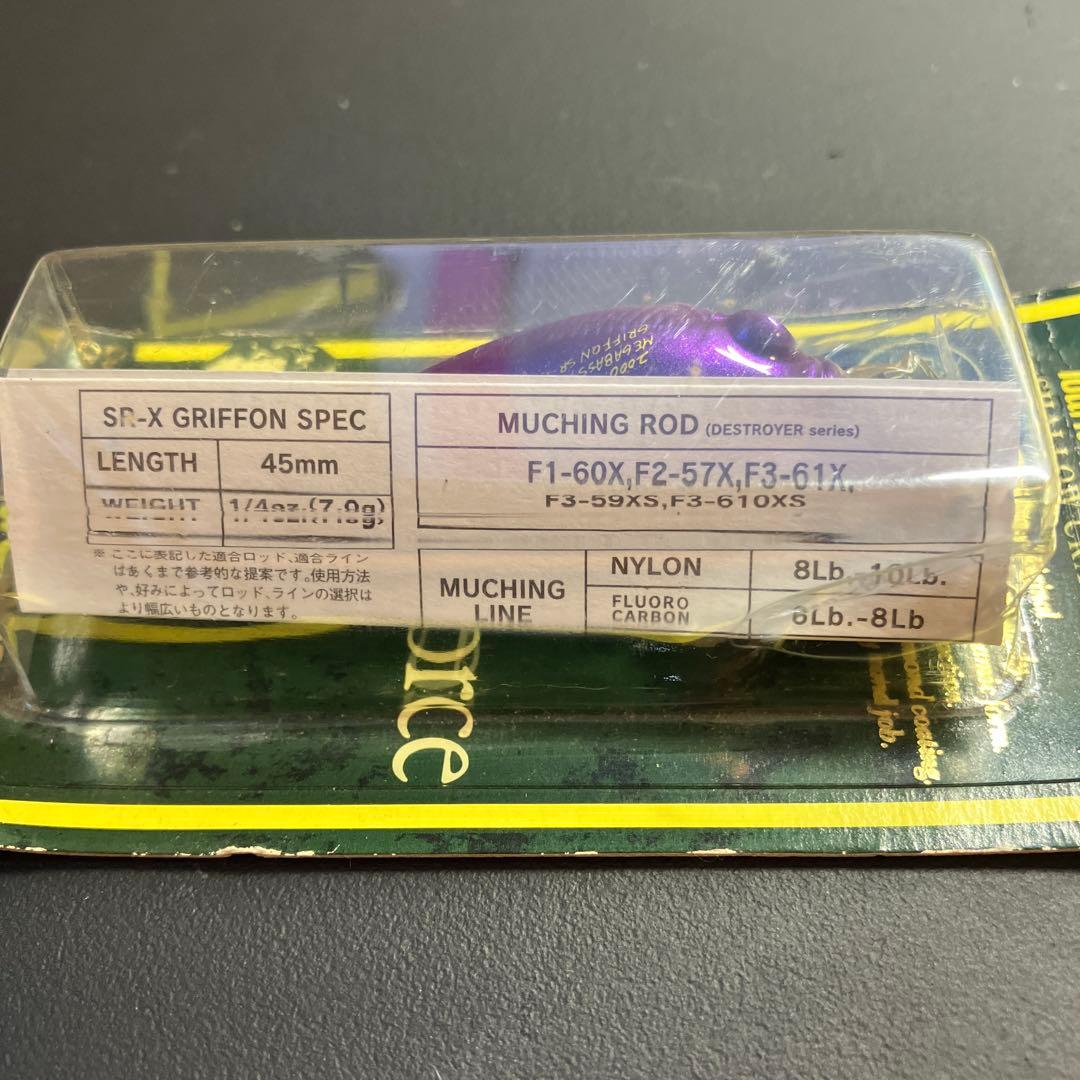 2000
MEGABASS
GRIFFON SR
SR-X GRIFFON SPEC
LENGTH 45mm
WEIGHT 1/4oz.(7.0g)
※ここに表記した適合ロッド、適合ライン
はあくまで参考的な提案です。使用方法
や、好みによってロッド、ラインの選択は
より幅広いものとなります。
MUCHING ROD (DESTROYER series)
F1-60X,F2-57X,F3-61X,
F3-59XS,F3-610XS
MUCHING
LINE
NYLON 8Lb.-10Lb.
FLUORO
CARBON
6Lb.-8Lb
orce
coating.
job.